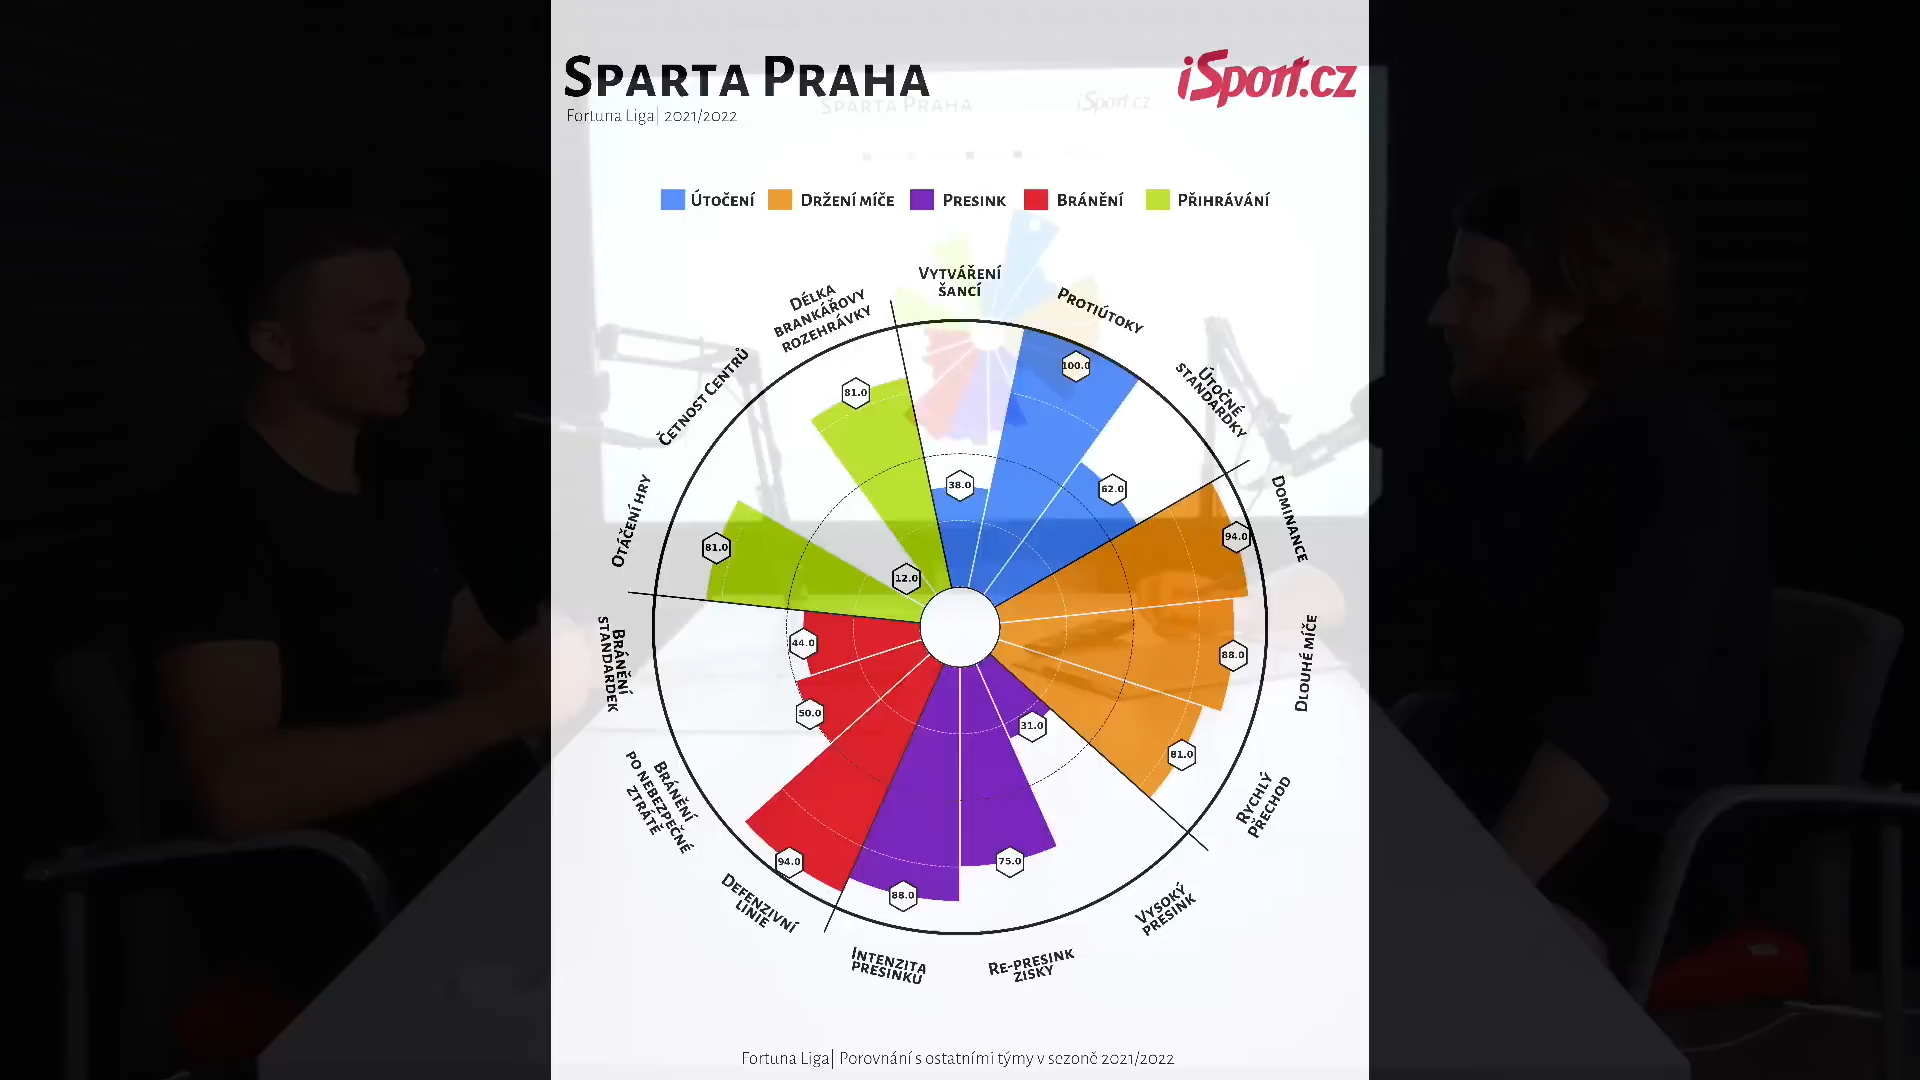 SPARTA PRAHA
iSport.cz
Fortuna Liga| 2021/2022
SPARTA PRAHA
iSport.cz
ÚTOČENÍ
DRŽENÍ MÍČE
PRESINK
BRÁNĚNÍ
PŘIHRÁVÁNÍ
VYTVÁŘENÍ
ŠANCÍ
PROTIÚTOKY
ÚTOČNÉ
STANDARDKY
DOMINANCE
DLOUHÉ MÍČE
RYCHLÝ
PŘECHOD
VYSOKÝ
PRESINK
RE-PRESINK
ZISKY
INTENZITA
PRESINKU
DEFENZIVNÍ
LINIE
BRÁNĚNÍ
PO NEBEZPEČNÉ
ZTRÁTĚ
BRÁNĚNÍ
STANDARDEK
OTÁČENÍ HRY
ČETNOST CENTRŮ
DÉLKA
BRANKÁŘOVY
ROZEHRÁVKY
38.0
100.0
62.0
94.0
88.0
81.0
31.0
75.0
88.0
94.0
50.0
44.0
81.0
12.0
81.0
Fortuna Liga| Porovnání s ostatními týmy v sezoně 2021/2022